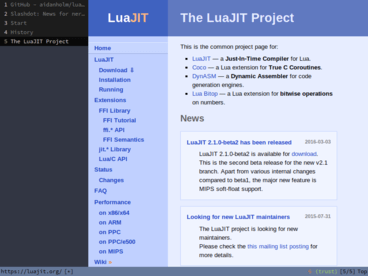 1 GitHub - aidanholm/lua
2 Slashdot: News for ner…
3 Start
4 History
5 The LuaJIT Project
LuaJIT
The LuaJIT Project
Home
LuaJIT
Download ⇩
Installation
Running
Extensions
FFI Library
FFI Tutorial
ffi.* API
FFI Semantics
jit.* Library
Lua/C API
Status
Changes
FAQ
Performance
on x86/x64
on ARM
on PPC
on PPC/e500
on MIPS
Wiki »
This is the common project page for:
• LuaJIT — a Just-In-Time Compiler for Lua.
• Coco — a Lua extension for True C Coroutines.
• DynASM — a Dynamic Assembler for code
generation engines.
• Lua BitOp — a Lua extension for bitwise operations
on numbers.
News
LuaJIT 2.1.0-beta2 has been released 2016-03-03
LuaJIT 2.1.0-beta2 is available for download.
This is the second beta release for the new v2.1
branch. Apart from various internal changes
compared to beta1, the major new feature is
MIPS soft-float support.
Looking for new LuaJIT maintainers 2015-07-31
The LuaJIT project is looking for new
maintainers.
Please check the this mailing list posting for
more details.
https://luajit.org/ [+] (trust) [5/5] Top